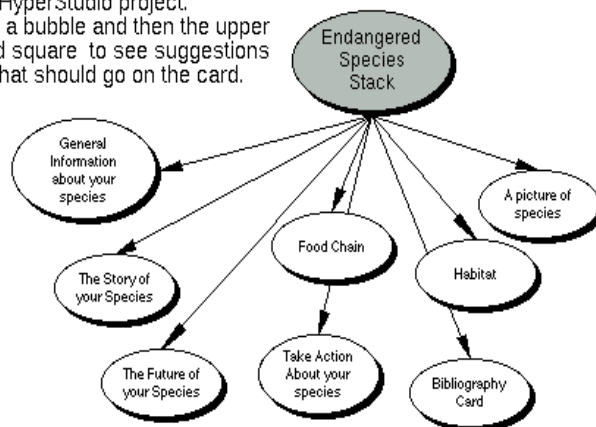 HyperStudio project.
a bubble and then the upper
square to see suggestions
hat should go on the card.
Endangered
Species
Stack
General
Information
about your
species
A picture of
species
Food Chain
Habitat
The Story of
your Species
The Future of
your Species
Take Action
About your
species
Bibliography
Card